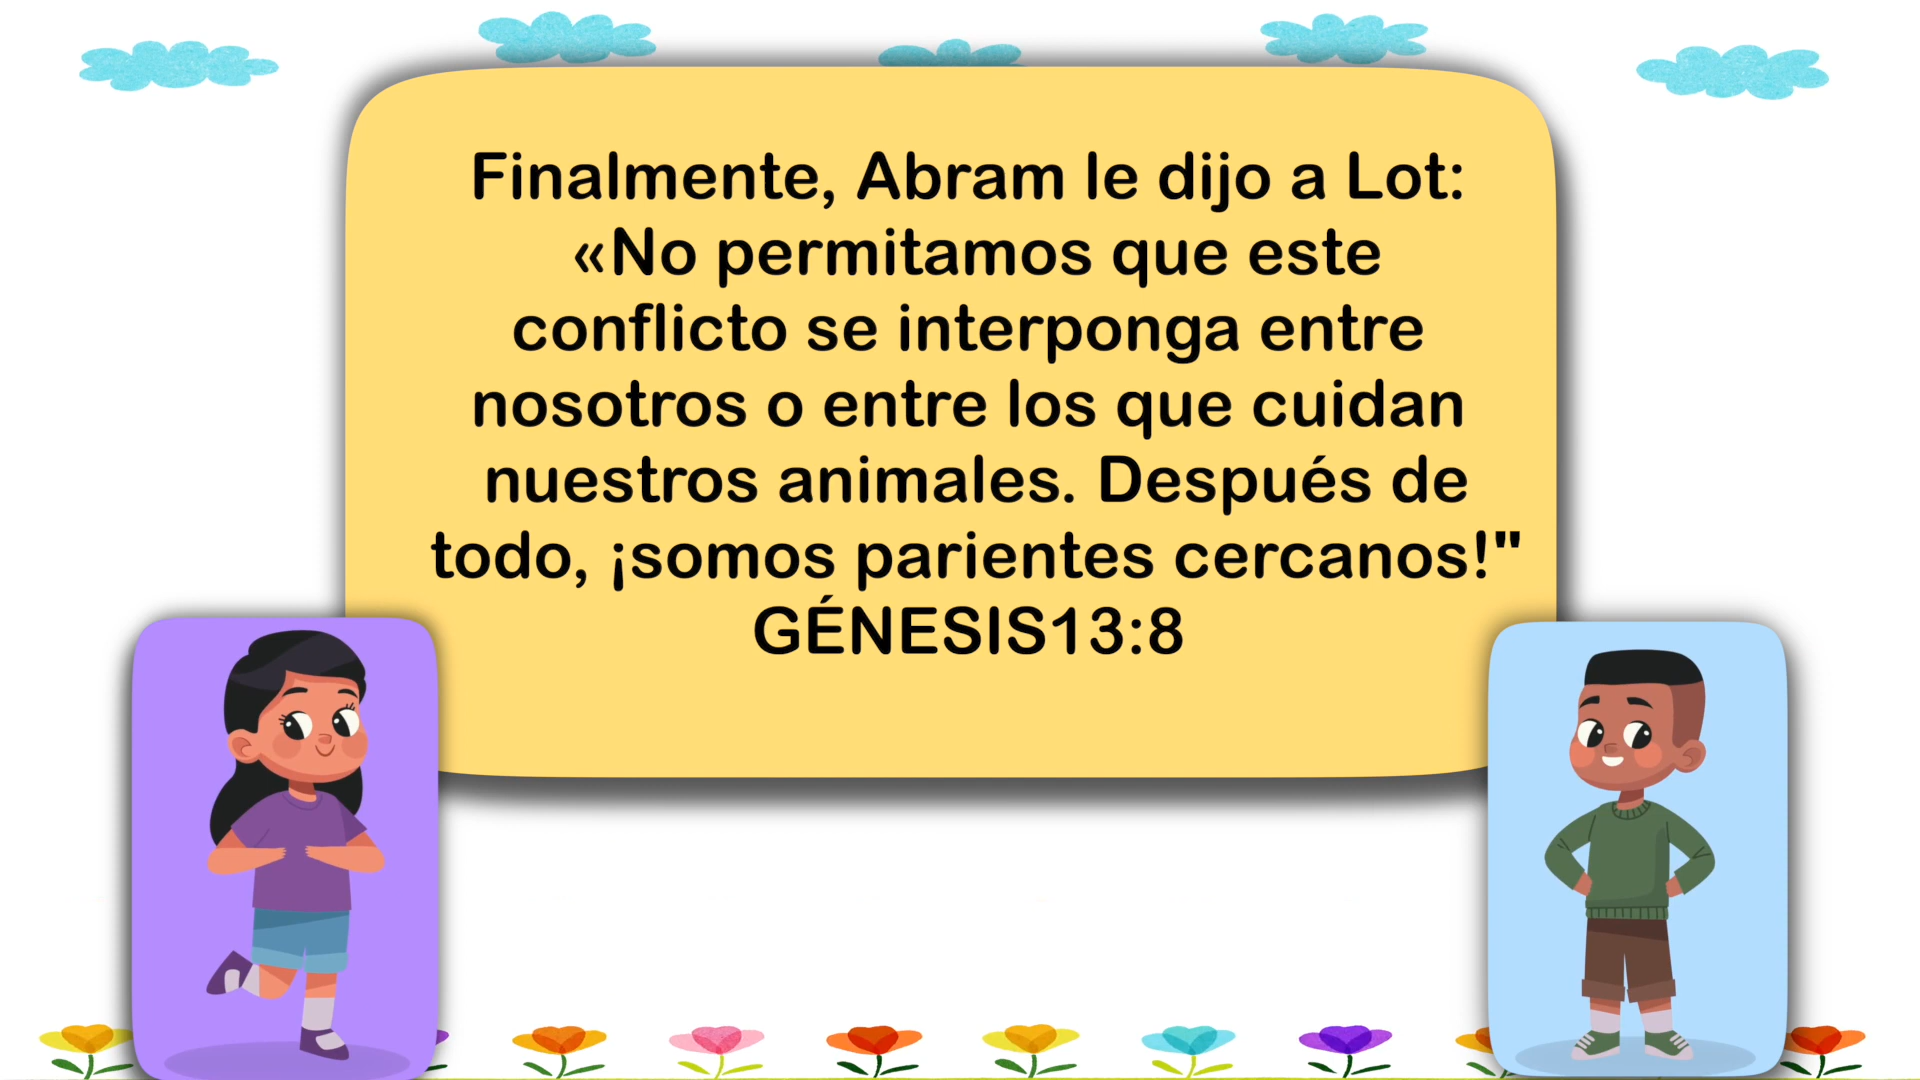 Finalmente, Abram le dijo a Lot:
«No permitamos que este
conflicto se interponga entre
nosotros o entre los que cuidan
nuestros animales. Después de
todo, ¡somos parientes cercanos!"
GÉNESIS13:8